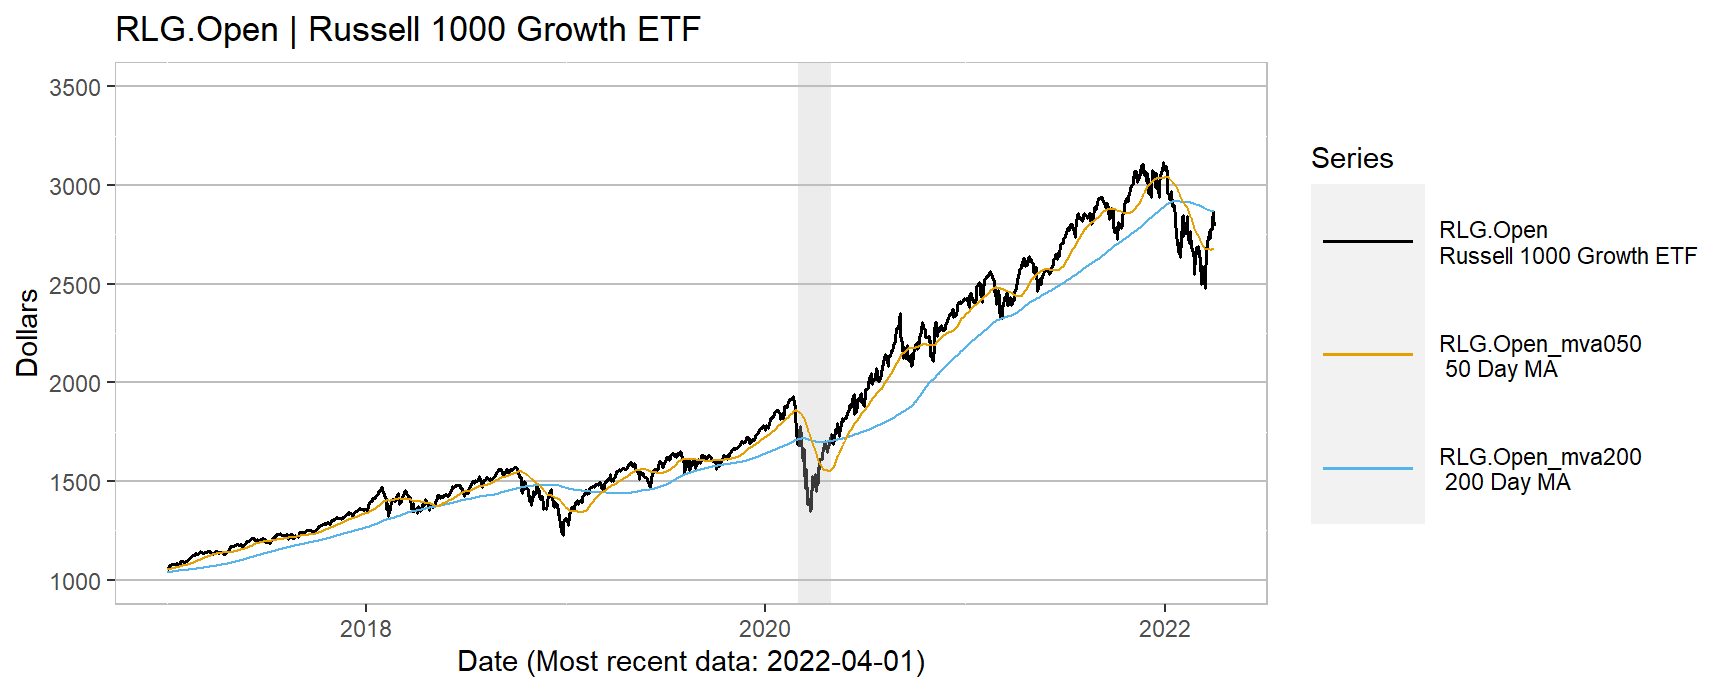 RLG.Open | Russell 1000 Growth ETF
3500
3000
2500
2000
1500
1000
Dollars
2018
2020
2022
Date (Most recent data: 2022-04-01)
Series
RLG.Open
Russell 1000 Growth ETF
RLG.Open_mva050
50 Day MA
RLG.Open_mva200
200 Day MA